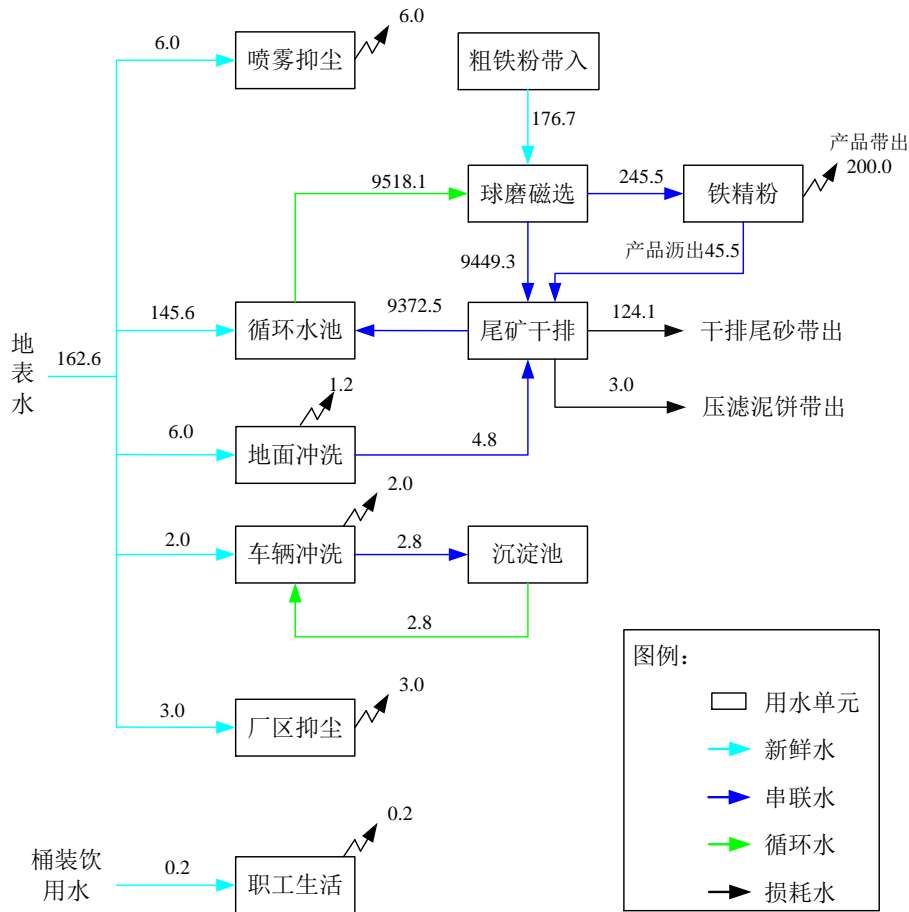 6.0
喷雾抑尘
6.0
粗铁粉带入
176.7
产品带出
200.0
9518.1
球磨磁选
245.5
铁精粉
9449.3
产品沥出45.5
地表水
162.6
145.6
循环水池
9372.5
尾矿干排
124.1
干排尾砂带出
3.0
压滤泥饼带出
1.2
6.0
地面冲洗
4.8
2.0
2.0
车辆冲洗
2.8
沉淀池
2.8
3.0
3.0
厂区抑尘
0.2
桶装饮
用水
0.2
职工生活
图例：
用水单元
新鲜水
串联水
循环水
损耗水